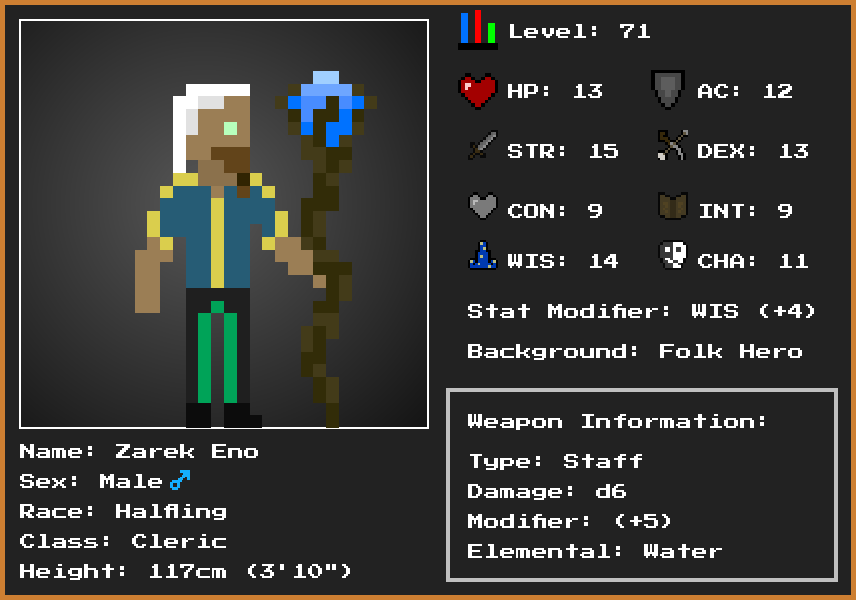 Level: 71
HP: 13
AC: 12
STR: 15
DEX: 13
CON: 9
INT: 9
WIS: 14
CHA: 11
Stat Modifier: WIS (+4)
Background: Folk Hero
Name: Zarek Eno
Sex: Male♂
Race: Halfling
Class: Cleric
Height: 117cm (3'10")
Weapon Information:
Type: Staff
Damage: d6
Modifier: (+5)
Elemental: Water